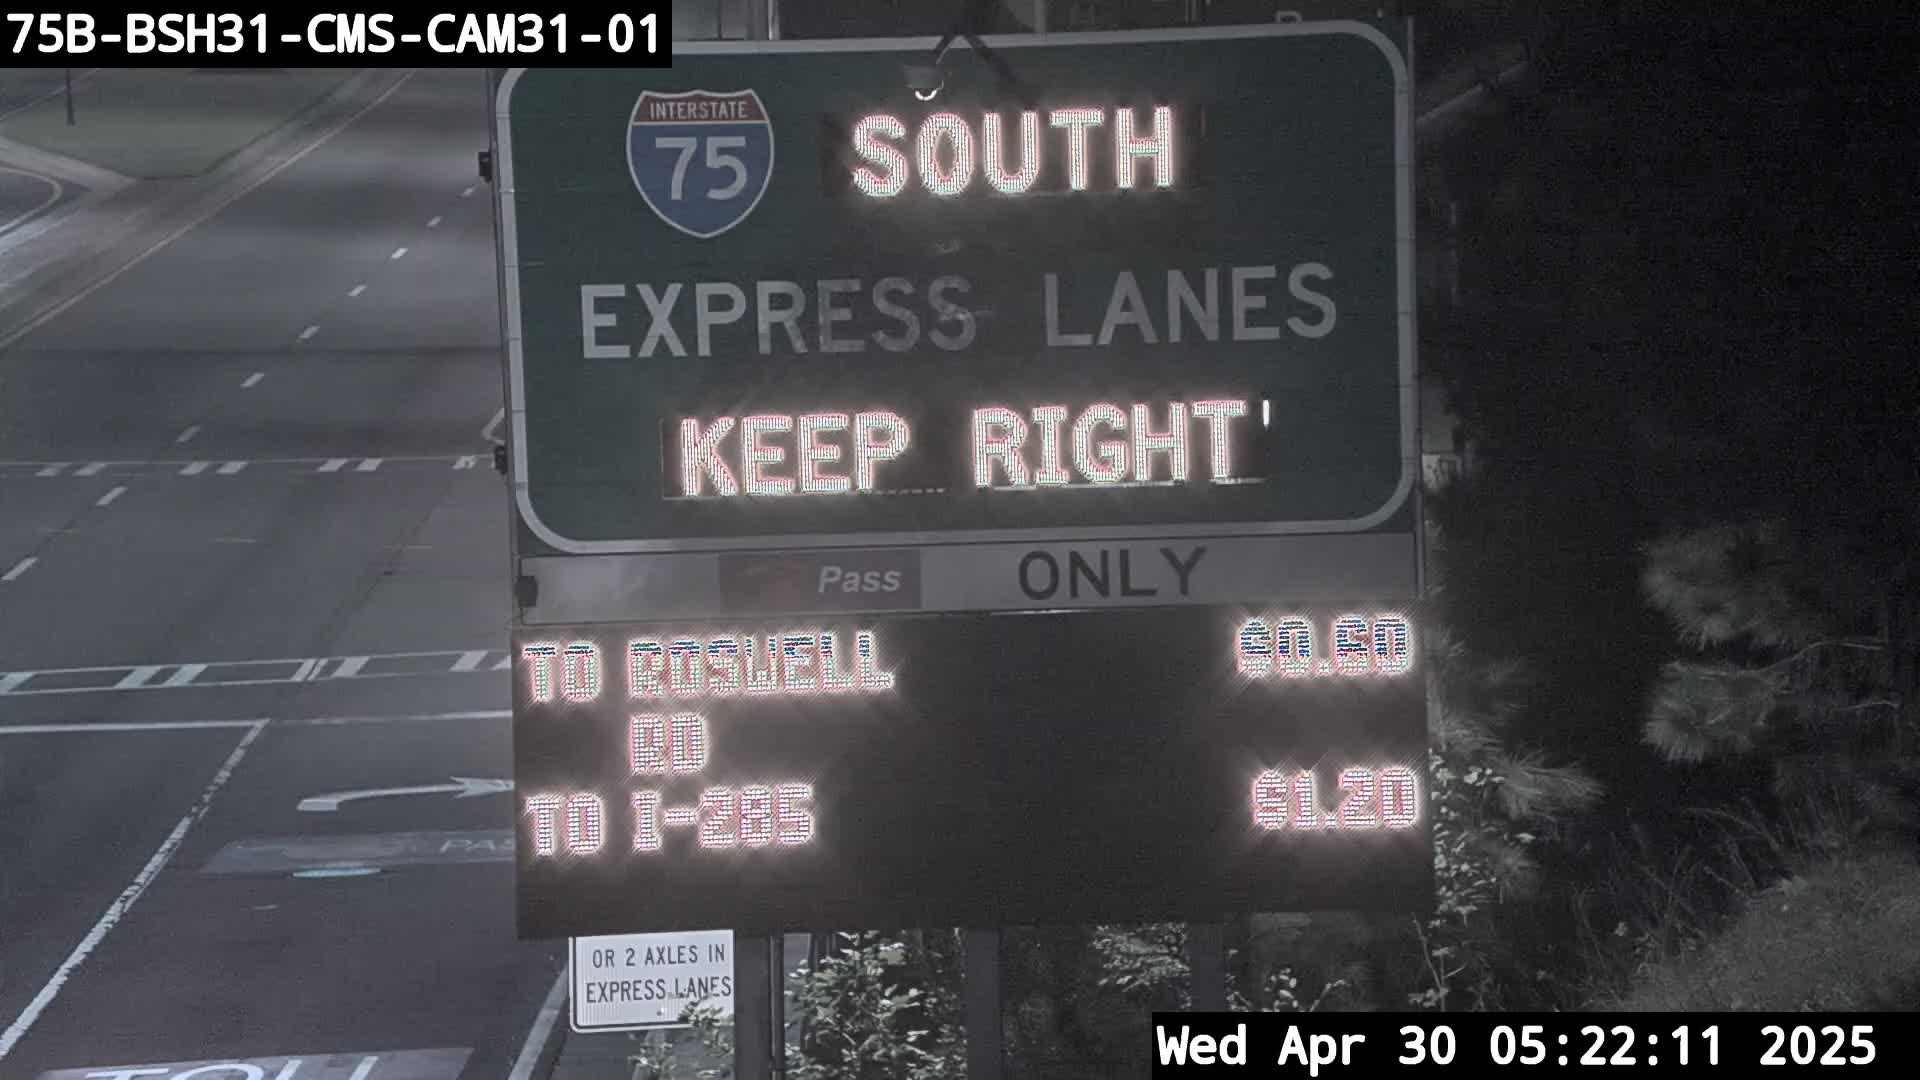 75B-BSH31-CMS-CAM31-01
INTERSTATE
75
SOUTH
EXPRESS LANES
KEEP RIGHT
Pass ONLY
TO ROSWELL $0.60
RD
TO I-285 $1.20
OR 2 AXLES IN
EXPRESS LANES
Wed Apr 30 05:22:11 2025